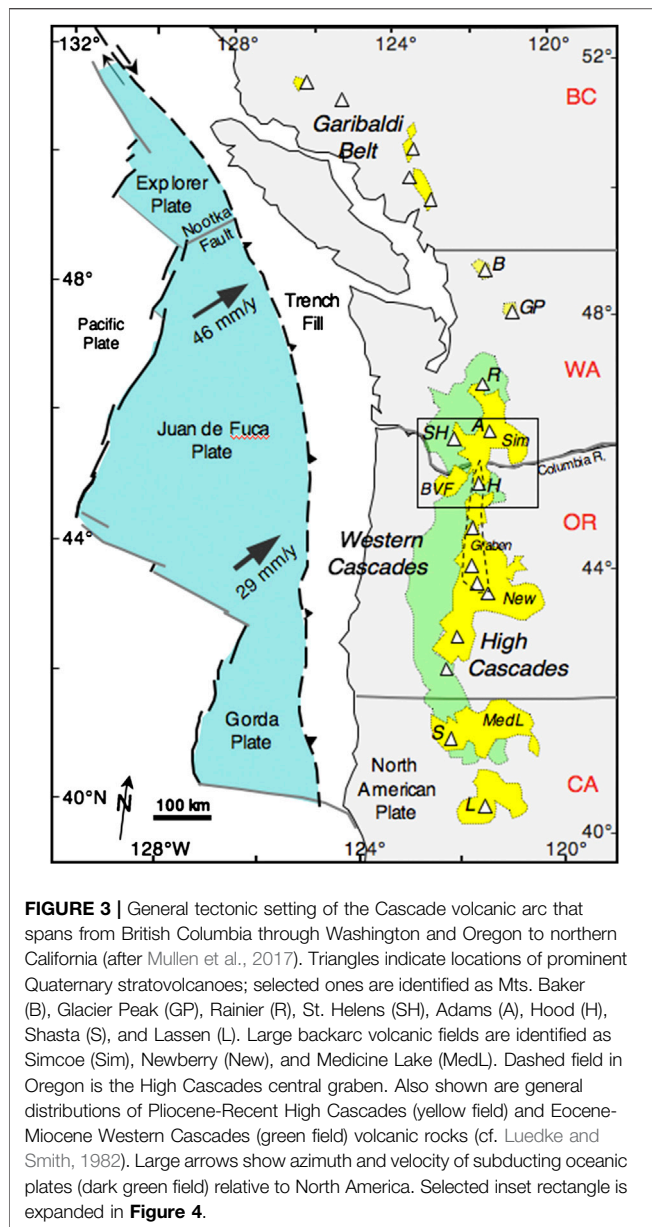 132°
128°
124°
120°
52°
BC
Garibaldi
Belt
Explorer
Plate
Nootka
Fault
48°
B
GP
48°
46 mm/y
Trench
Fill
Pacific
Plate
WA
R
A
SH
Sim
Juan de Fuca
Plate
Columbia R.
BVF
H
OR
44°
Western
Cascades
Graben
44°
29 mm/y
New
High
Cascades
Gorda
Plate
S
MedL
North
American
Plate
CA
L
40°N
N
100 km
40°
128°W
124°
120°
FIGURE 3 | General tectonic setting of the Cascade volcanic arc that
spans from British Columbia through Washington and Oregon to northern
California (after Mullen et al., 2017). Triangles indicate locations of prominent
Quaternary stratovolcanoes; selected ones are identified as Mts. Baker
(B), Glacier Peak (GP), Rainier (R), St. Helens (SH), Adams (A), Hood (H),
Shasta (S), and Lassen (L). Large backarc volcanic fields are identified as
Simcoe (Sim), Newberry (New), and Medicine Lake (MedL). Dashed field in
Oregon is the High Cascades central graben. Also shown are general
distributions of Pliocene-Recent High Cascades (yellow field) and Eocene-
Miocene Western Cascades (green field) volcanic rocks (cf. Luedke and
Smith, 1982). Large arrows show azimuth and velocity of subducting oceanic
plates (dark green field) relative to North America. Selected inset rectangle is
expanded in Figure 4.